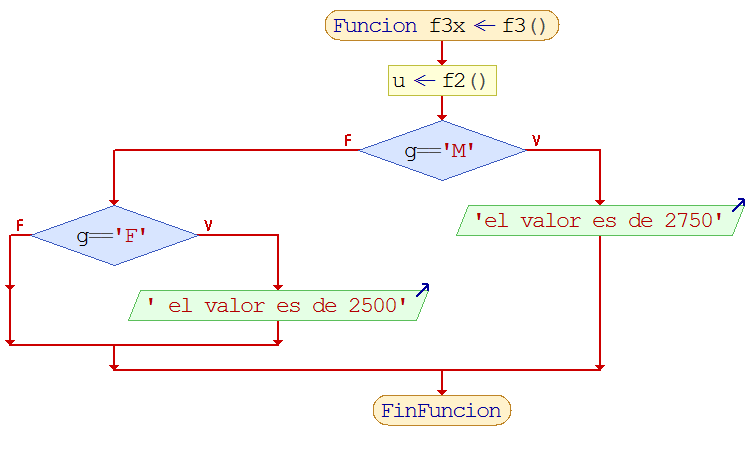 Funcion f3x ← f3()
u ← f2()
F
g=='M'
V
F
g=='F'
V
'el valor es de 2750'
' el valor es de 2500'
FinFuncion